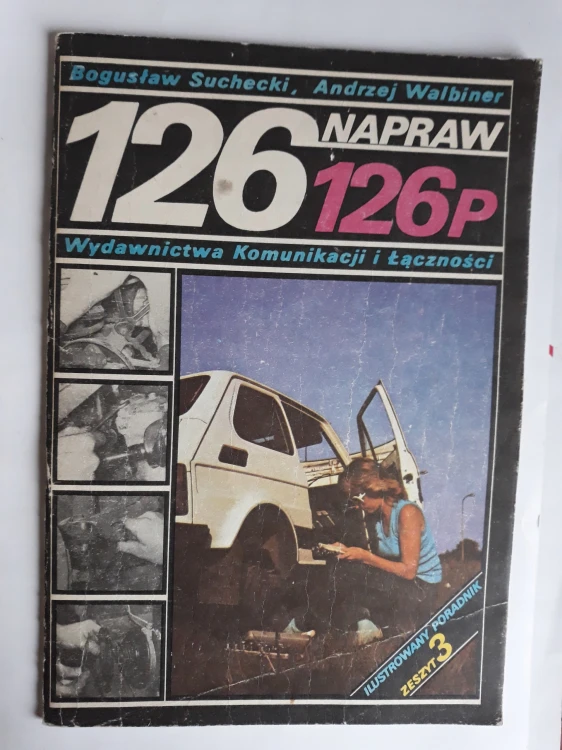 Bogusław Suchecki, Andrzej Walbiner
126 NAPRAW
126P
Wydawnictwa Komunikacji i Łączności
ILUSTROWANY PORADNIK
ZESZYT 3